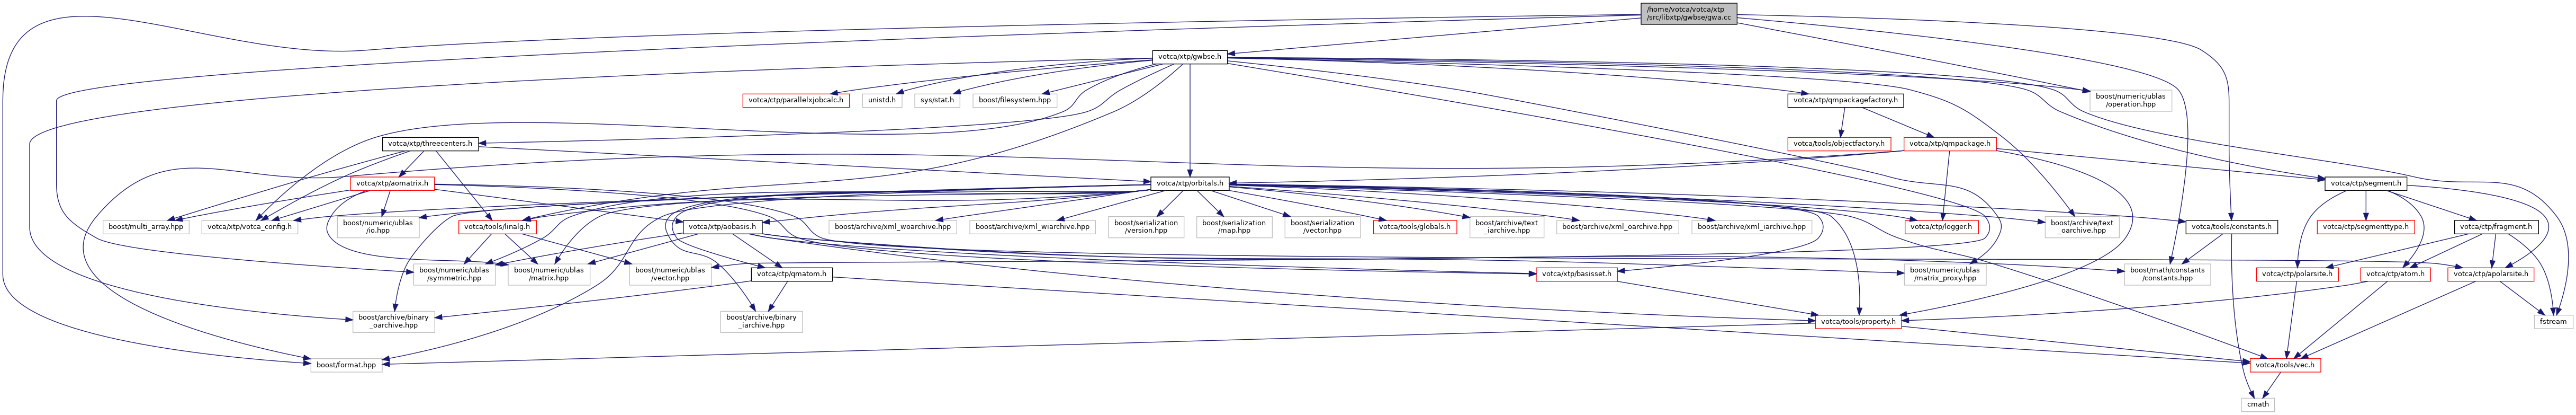 /home/votca/votca/xtp
/src/libxtp/gwbse/gwa.cc
votca/xtp/gwbse.h
votca/ctp/parallelxjobcalc.h
unistd.h
sys/stat.h
boost/filesystem.hpp
votca/xtp/qmpackagefactory.h
boost/numeric/ublas
/operation.hpp
votca/xtp/threecenters.h
votca/tools/objectfactory.h
votca/xtp/qmpackage.h
votca/xtp/aomatrix.h
votca/xtp/orbitals.h
votca/ctp/segment.h
boost/multi_array.hpp
votca/xtp/votca_config.h
boost/numeric/ublas
/io.hpp
votca/tools/linalg.h
votca/xtp/aobasis.h
boost/archive/xml_woarchive.hpp
boost/archive/xml_wiarchive.hpp
boost/serialization
/version.hpp
boost/serialization
/map.hpp
boost/serialization
/vector.hpp
votca/tools/globals.h
boost/archive/text
_iarchive.hpp
boost/archive/xml_oarchive.hpp
boost/archive/xml_iarchive.hpp
votca/ctp/logger.h
boost/archive/text
_oarchive.hpp
votca/tools/constants.h
votca/ctp/segmenttype.h
votca/ctp/fragment.h
boost/numeric/ublas
/symmetric.hpp
boost/numeric/ublas
/matrix.hpp
boost/numeric/ublas
/vector.hpp
votca/ctp/qmatom.h
votca/xtp/basisset.h
boost/numeric/ublas
/matrix_proxy.hpp
boost/math/constants
/constants.hpp
votca/ctp/polarsite.h
votca/ctp/atom.h
votca/ctp/apolarsite.h
boost/archive/binary
_oarchive.hpp
boost/archive/binary
_iarchive.hpp
votca/tools/property.h
fstream
boost/format.hpp
votca/tools/vec.h
cmath